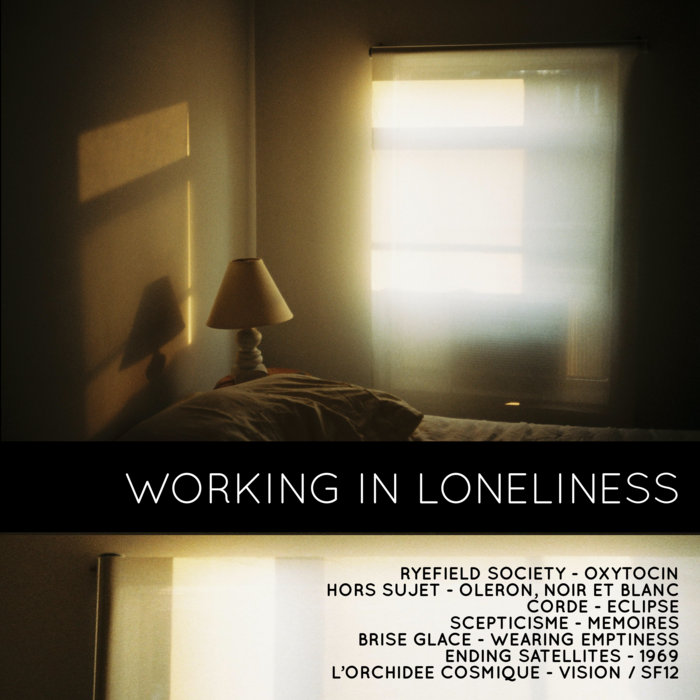 WORKING IN LONELINESS
RYEFIELD SOCIETY - OXYTOCIN
HORS SUJET - OLERON, NOIR ET BLANC
CORDE - ECLIPSE
SCEPTICISME - MEMOIRES
BRISE GLACE - WEARING EMPTINESS
ENDING SATELLITES - 1969
L'ORCHIDEE COSMIQUE - VISION / SF12